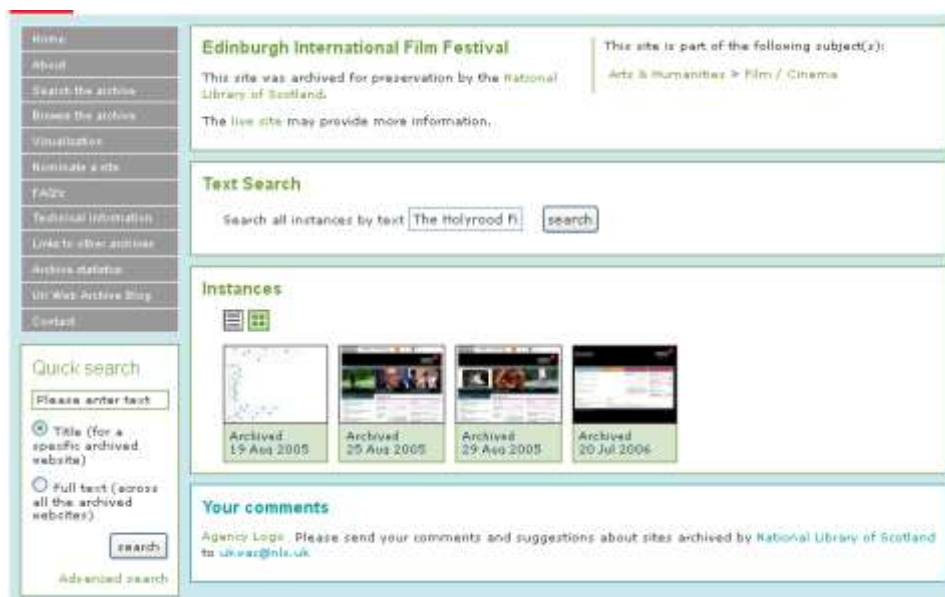 Home
About
Search the archive
Browse the archive
Visualisation
Nominate a site
FAQs
Technical information
Links to other archives
Archive statistics
UK Web Archive Blog
Contact
Quick search
Please enter text
Title (for a
specific archived
website)
Full text (across
all the archived
websites)
search
Advanced search
Edinburgh International Film Festival
This site was archived for preservation by the National
Library of Scotland.
The live site may provide more information.
This site is part of the following subject(s):
Arts & Humanities > Film / Cinema
Text Search
Search all instances by text The Holyrood Fi search
Instances
Archived
19 Aug 2005
Archived
25 Aug 2005
Archived
29 Aug 2005
Archived
20 Jul 2006
Your comments
Agency Logo Please send your comments and suggestions about sites archived by National Library of Scotland
to ukwac@nls.uk